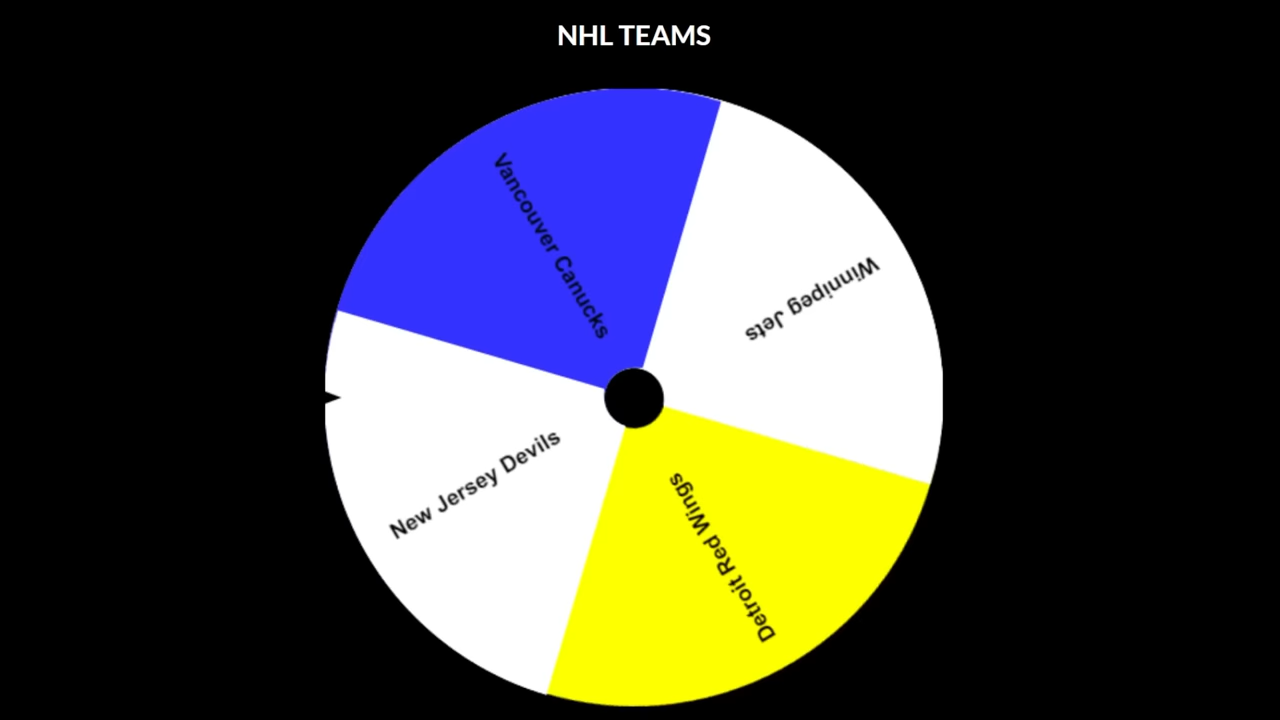 NHL TEAMS
Vancouver Canucks
Winnipeg Jets
New Jersey Devils
Detroit Red Wings